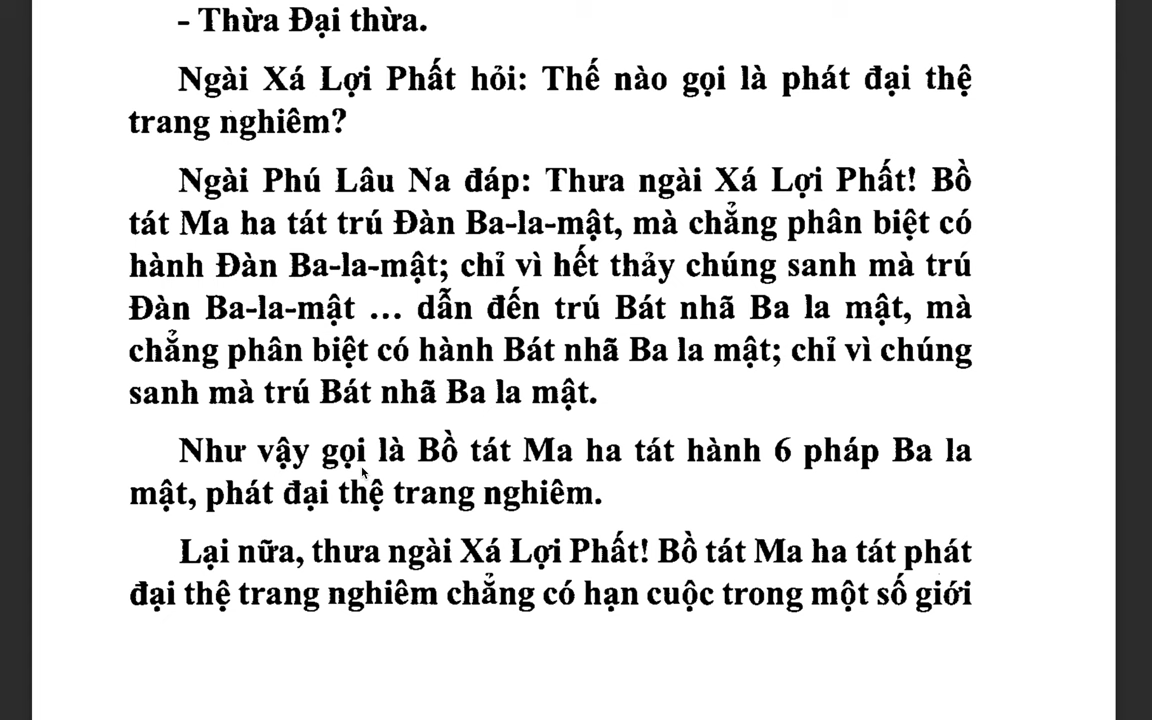 - Thừa Đại thừa.
Ngài Xá Lợi Phất hỏi: Thế nào gọi là phát đại thệ
trang nghiêm?
Ngài Phú Lâu Na đáp: Thưa ngài Xá Lợi Phất! Bồ
tát Ma ha tát trú Đàn Ba-la-mật, mà chẳng phân biệt có
hành Đàn Ba-la-mật; chỉ vì hết thảy chúng sanh mà trú
Đàn Ba-la-mật ... dẫn đến trú Bát nhã Ba la mật, mà
chẳng phân biệt có hành Bát nhã Ba la mật; chỉ vì chúng
sanh mà trú Bát nhã Ba la mật.
Như vậy gọi là Bồ tát Ma ha tát hành 6 pháp Ba la
mật, phát đại thệ trang nghiêm.
Lại nữa, thưa ngài Xá Lợi Phất! Bồ tát Ma ha tát phát
đại thệ trang nghiêm chẳng có hạn cuộc trong một số giới